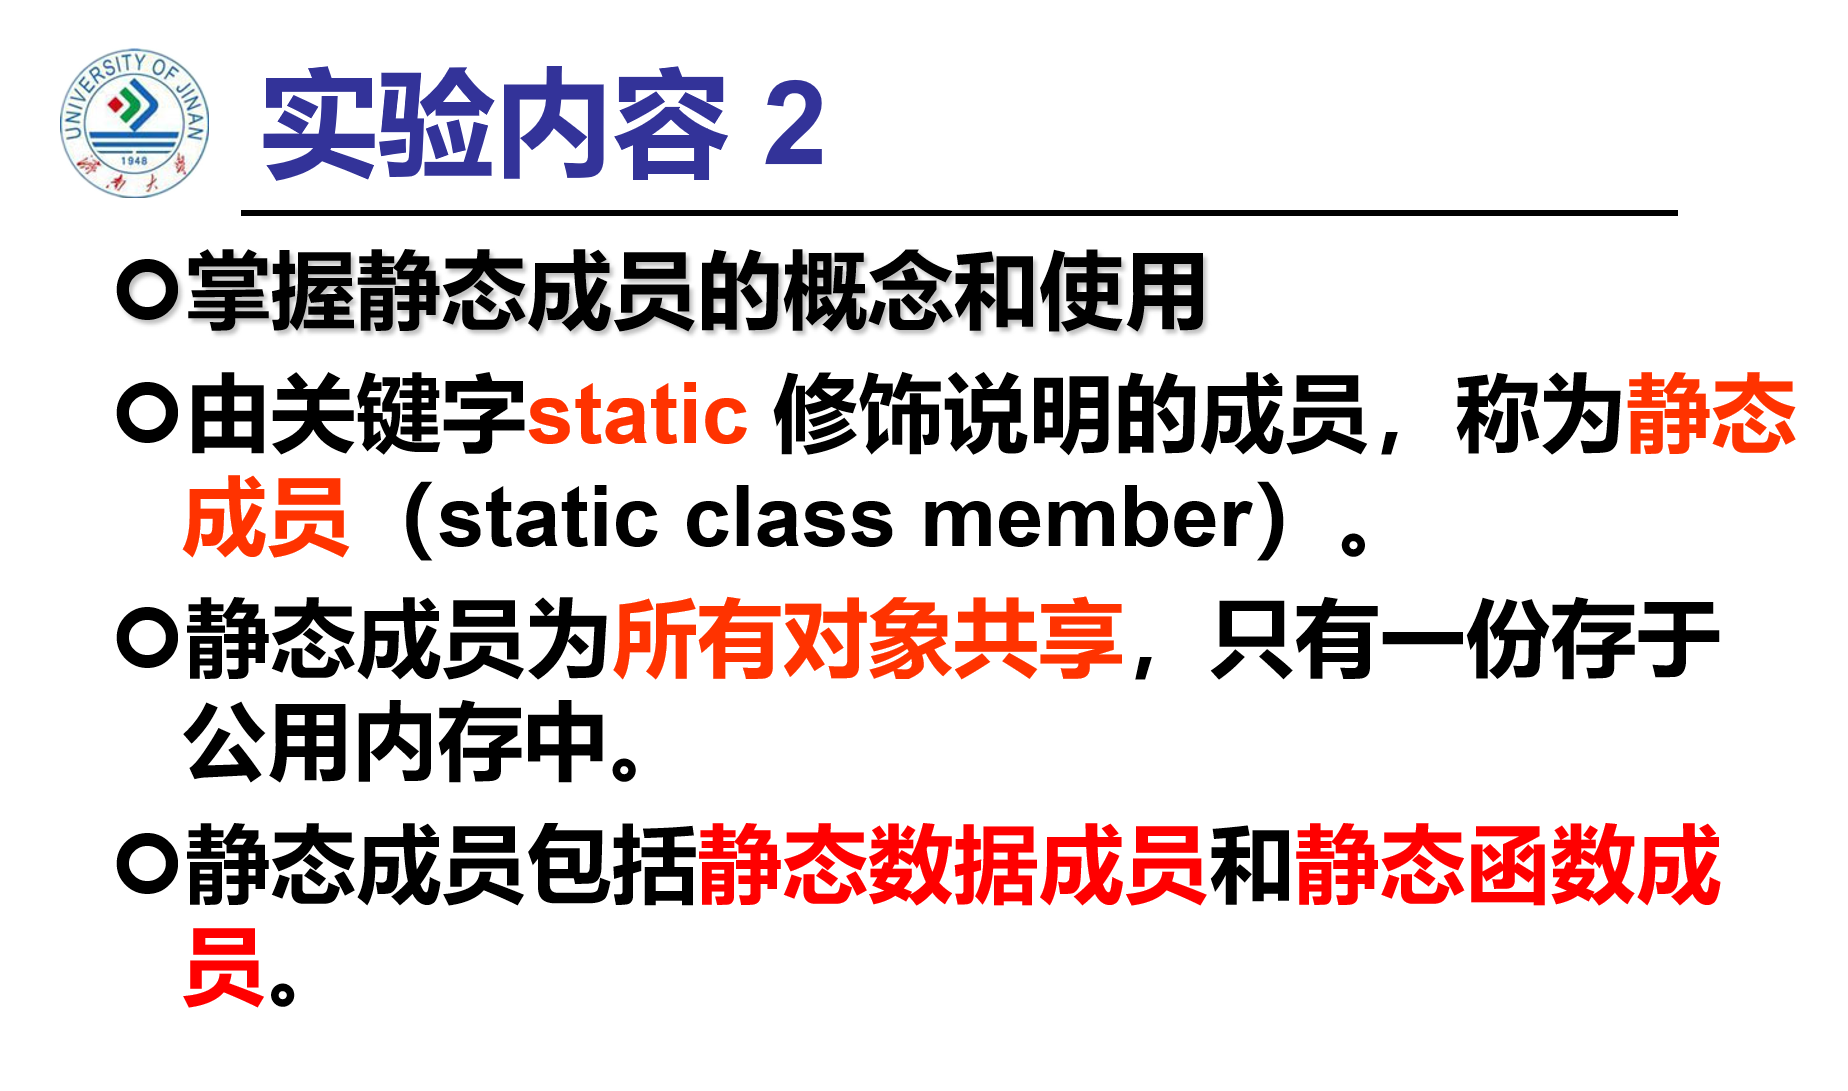 UNIVERSITY OF JINAN
1948
济南大学
实验内容 2
掌握静态成员的概念和使用
由关键字static 修饰说明的成员，称为静态
成员（static class member）。
静态成员为所有对象共享，只有一份存于
公用内存中。
静态成员包括静态数据成员和静态函数成
员。